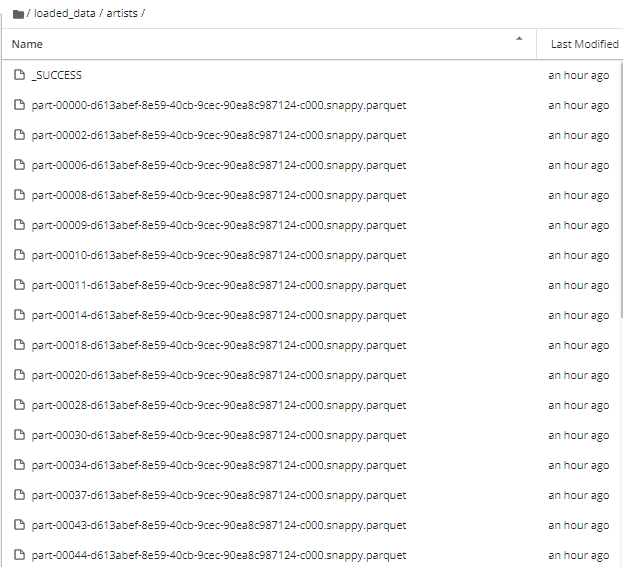 / loaded_data / artists /
Name Last Modified
_SUCCESS an hour ago
part-00000-d613abef-8e59-40cb-9cec-90ea8c987124-c000.snappy.parquet an hour ago
part-00002-d613abef-8e59-40cb-9cec-90ea8c987124-c000.snappy.parquet an hour ago
part-00006-d613abef-8e59-40cb-9cec-90ea8c987124-c000.snappy.parquet an hour ago
part-00008-d613abef-8e59-40cb-9cec-90ea8c987124-c000.snappy.parquet an hour ago
part-00009-d613abef-8e59-40cb-9cec-90ea8c987124-c000.snappy.parquet an hour ago
part-00010-d613abef-8e59-40cb-9cec-90ea8c987124-c000.snappy.parquet an hour ago
part-00011-d613abef-8e59-40cb-9cec-90ea8c987124-c000.snappy.parquet an hour ago
part-00014-d613abef-8e59-40cb-9cec-90ea8c987124-c000.snappy.parquet an hour ago
part-00018-d613abef-8e59-40cb-9cec-90ea8c987124-c000.snappy.parquet an hour ago
part-00020-d613abef-8e59-40cb-9cec-90ea8c987124-c000.snappy.parquet an hour ago
part-00028-d613abef-8e59-40cb-9cec-90ea8c987124-c000.snappy.parquet an hour ago
part-00030-d613abef-8e59-40cb-9cec-90ea8c987124-c000.snappy.parquet an hour ago
part-00034-d613abef-8e59-40cb-9cec-90ea8c987124-c000.snappy.parquet an hour ago
part-00037-d613abef-8e59-40cb-9cec-90ea8c987124-c000.snappy.parquet an hour ago
part-00043-d613abef-8e59-40cb-9cec-90ea8c987124-c000.snappy.parquet an hour ago
part-00044-d613abef-8e59-40cb-9cec-90ea8c987124-c000.snappy.parquet an hour ago